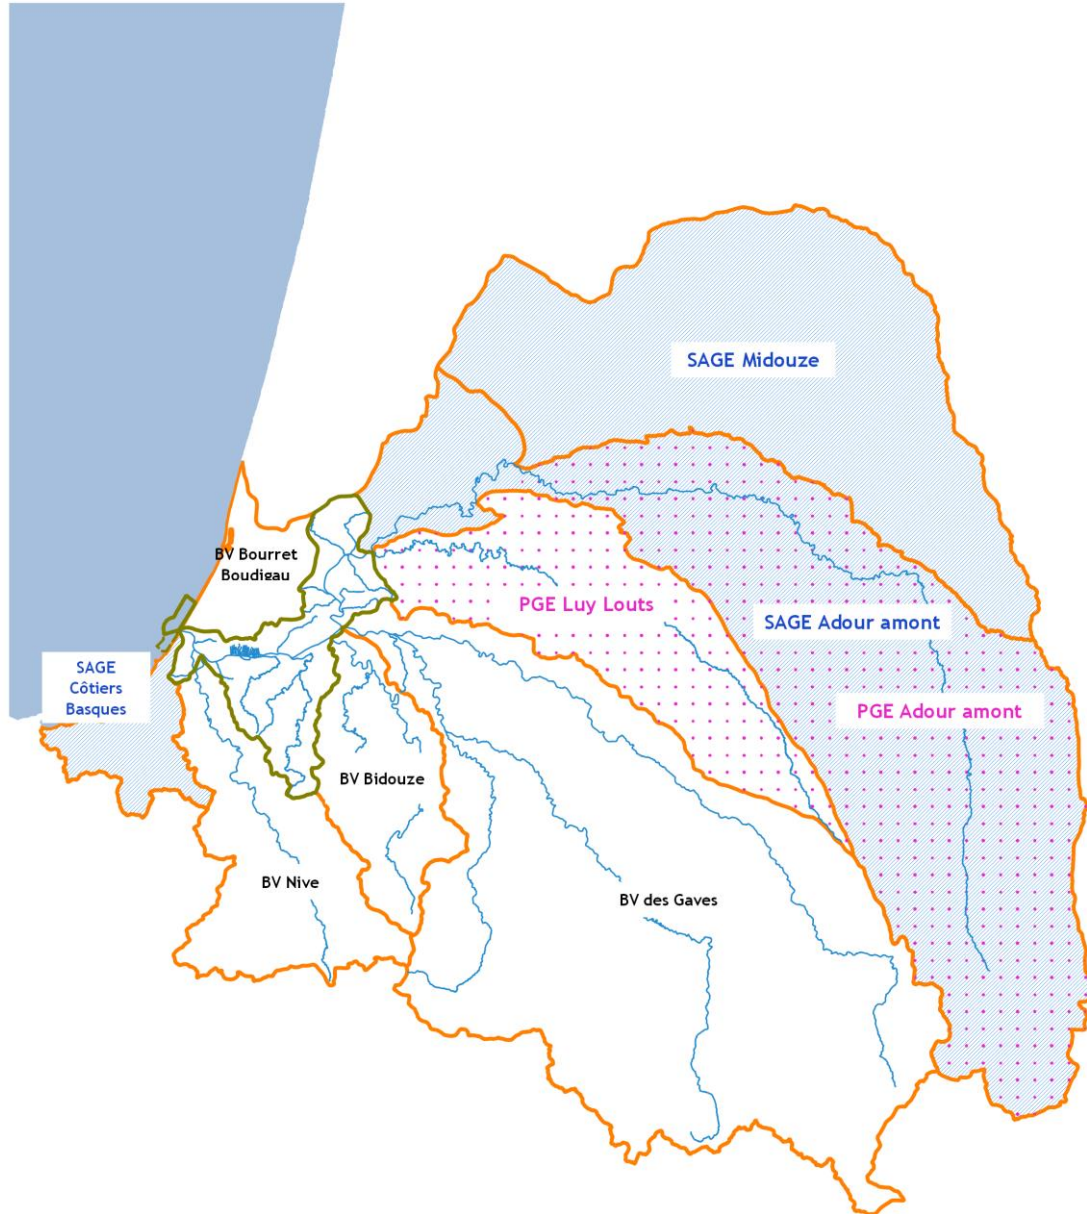 SAGE Midouze
BV Bourret
Boudigau
PGE Luy Louts
SAGE Adour amont
SAGE
Côtiers
Basques
PGE Adour amont
BV Bidouze
BV Nive
BV des Gaves